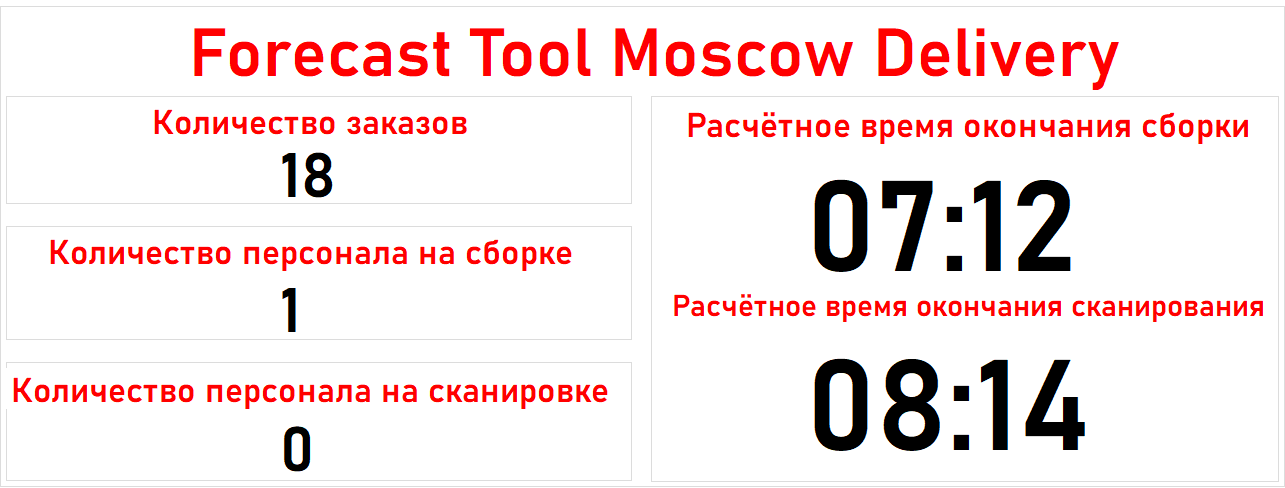 Forecast Tool Moscow Delivery
Количество заказов
18
Количество персонала на сборке
1
Количество персонала на сканировке
0
Расчётное время окончания сборки
07:12
Расчётное время окончания сканирования
08:14